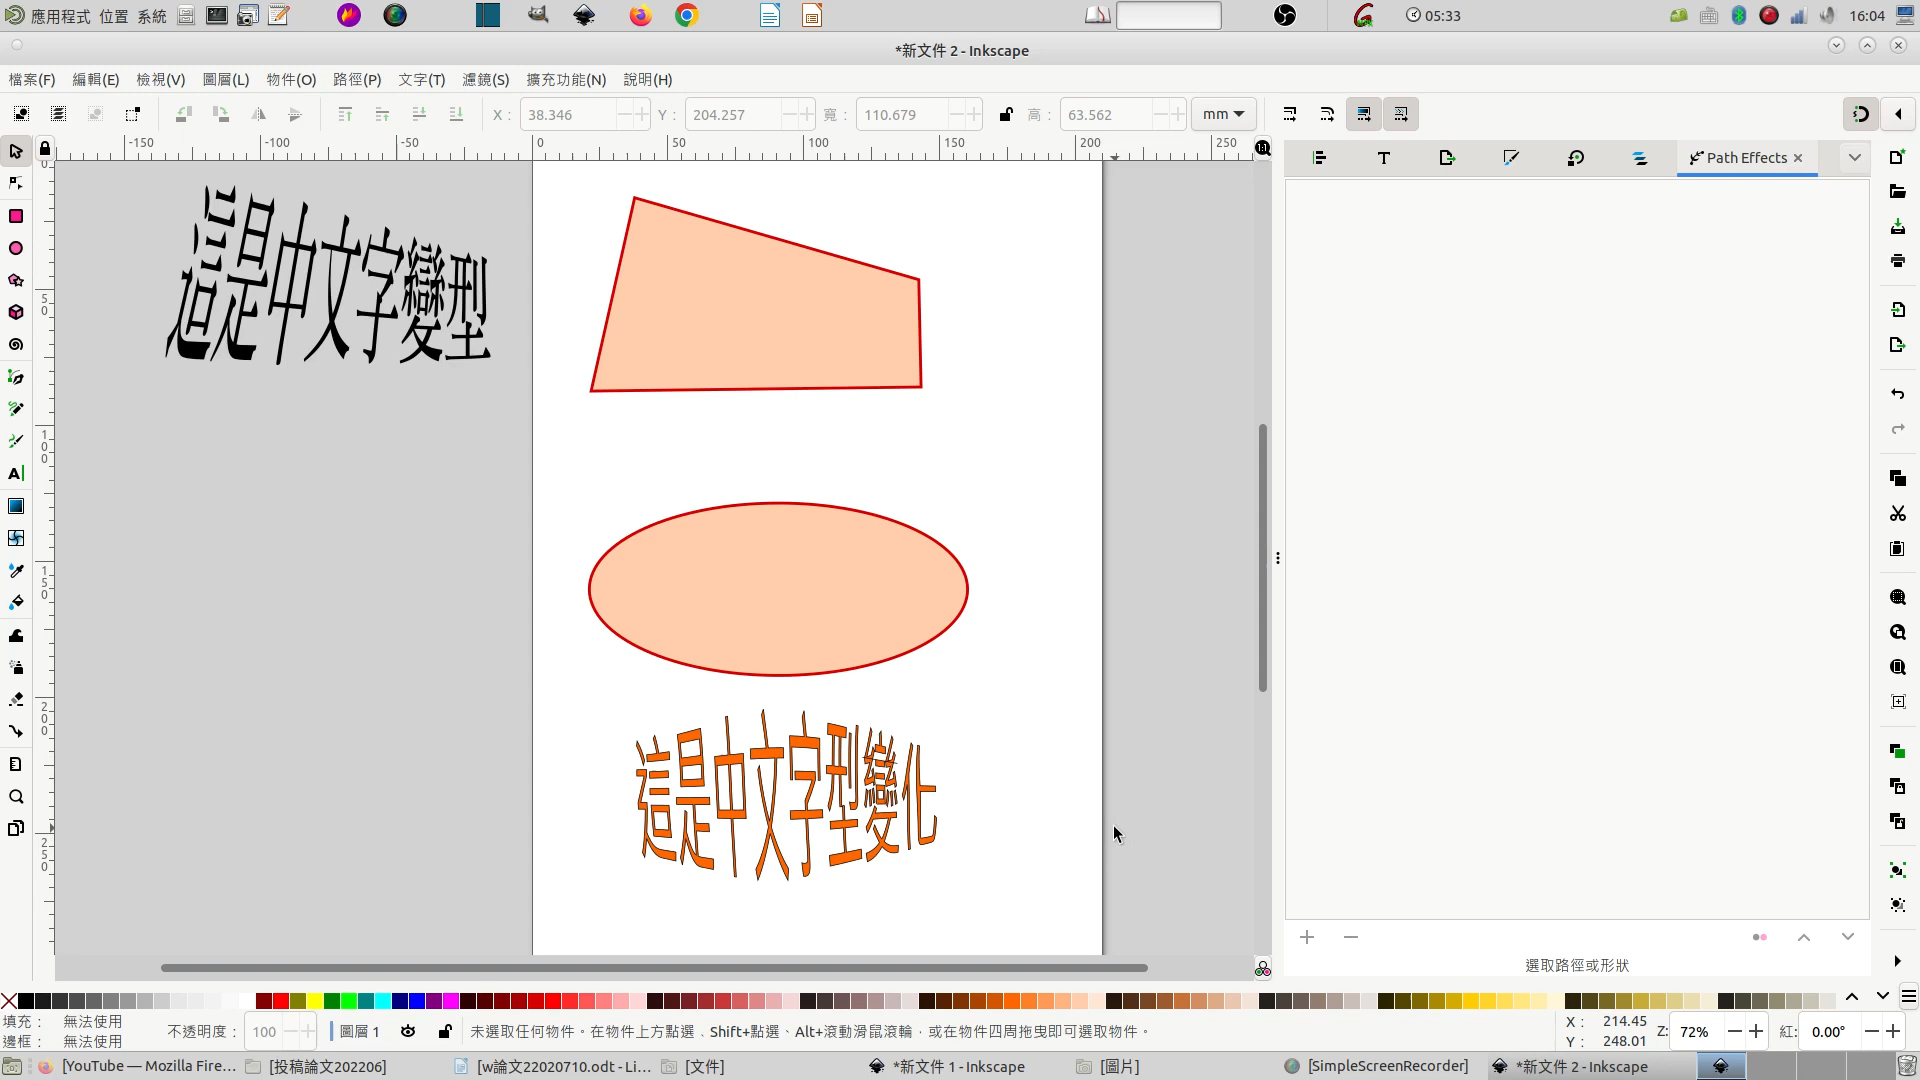 應用程式 位置 系統
05:33
16:04
*新文件 2 - Inkscape
檔案(F) 編輯(E) 檢視(V) 圖層(L) 物件(O) 路徑(P) 文字(T) 濾鏡(S) 擴充功能(N) 說明(H)
X : 38.346 Y : 204.257 寬 : 110.679 高 : 63.562 mm
-150 -100 -50 0 50 100 150 200 250
Path Effects
0
50
100
150
200
250
這是中文字變型
這是中文字型變化
選取路徑或形狀
填充 : 無法使用
邊框 : 無法使用
不透明度 : 100
圖層 1
未選取任何物件。在物件上方點選﹑Shift+點選﹑Alt+滾動滑鼠滾輪，或在物件四周拖曳即可選取物件。
X : 214.45
Y : 248.01
Z: 72%
紅: 0.00°
[YouTube — Mozilla Fire...
[投稿論文202206]
[w論文22020710.odt - Li...
[文件]
*新文件 1 - Inkscape
[圖片]
[SimpleScreenRecorder]
*新文件 2 - Inkscape